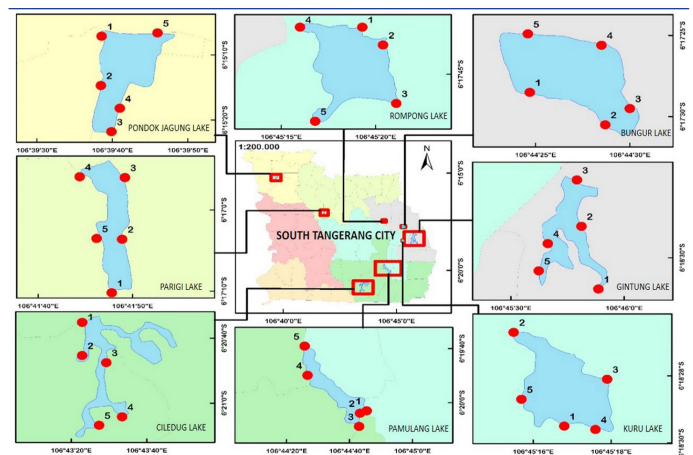 1
5
2
4
3
PONDOK JAGUNG LAKE
6°15'10"S
6°15'20"S
106°39'30"E
106°39'40"E
106°39'50"E
4
1
2
3
5
ROMPONG LAKE
6°17'45"S
106°45'15"E
106°45'20"E
5
4
1
2
3
BUNGUR LAKE
6°17'25"S
6°17'30"S
106°44'25"E
106°44'30"E
4
3
5
2
1
PARIGI LAKE
6°17'0"S
6°17'10"S
106°41'40"E
106°41'50"E
1:200.000
N
SOUTH TANGERANG CITY
6°15'0"S
6°20'0"S
106°40'0"E
106°45'0"E
3
2
4
5
1
GINTUNG LAKE
6°18'30"S
106°45'30"E
106°46'0"E
1
2
3
4
5
CILEDUG LAKE
6°20'40"S
6°21'0"S
106°43'20"E
106°43'40"E
5
4
2
1
3
PAMULANG LAKE
6°19'40"S
6°20'0"S
106°44'20"E
106°44'40"E
106°45'0"E
2
3
5
1
4
KURU LAKE
6°18'28"S
6°18'30"S
106°45'16"E
106°45'18"E